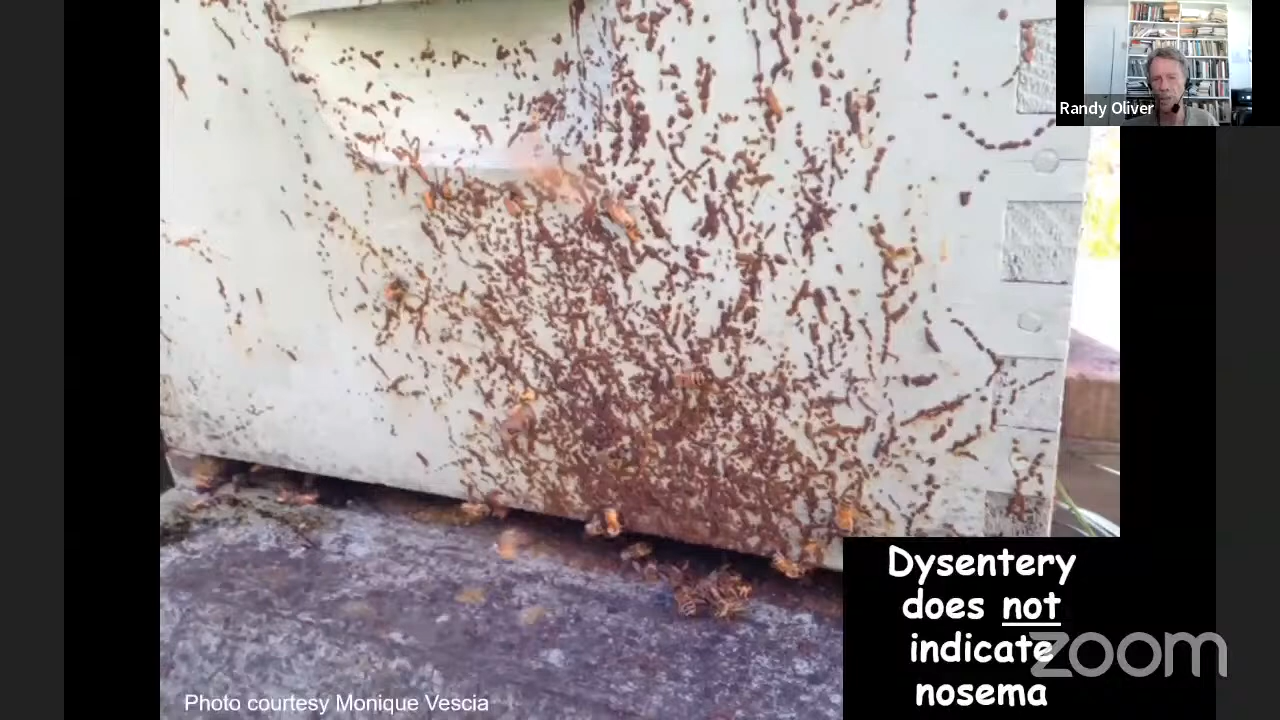 Randy Oliver
Dysentery
does not
indicate
nosema
zoom
Photo courtesy Monique Vescia